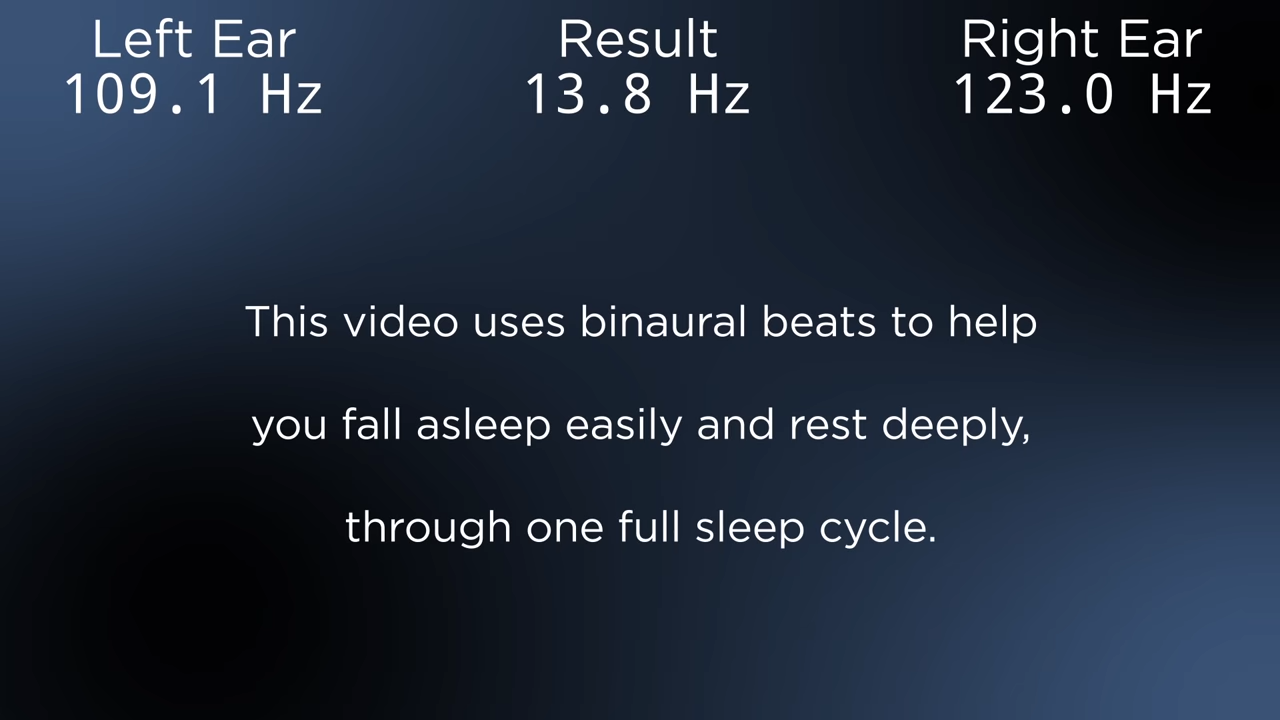 Left Ear Result Right Ear
109.1 Hz 13.8 Hz 123.0 Hz
This video uses binaural beats to help
you fall asleep easily and rest deeply,
through one full sleep cycle.